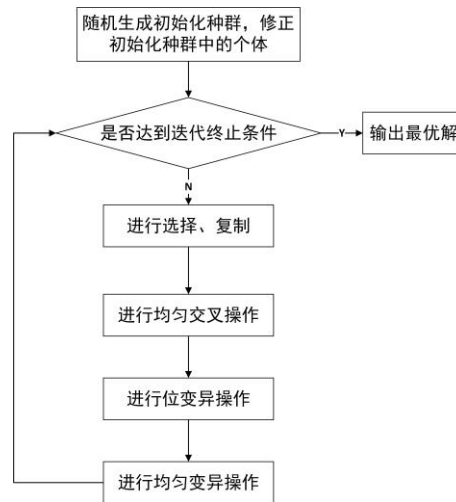 随机生成初始化种群，修正
初始化种群中的个体
是否达到迭代终止条件
Y
输出最优解
N
进行选择、复制
进行均匀交叉操作
进行位变异操作
进行均匀变异操作